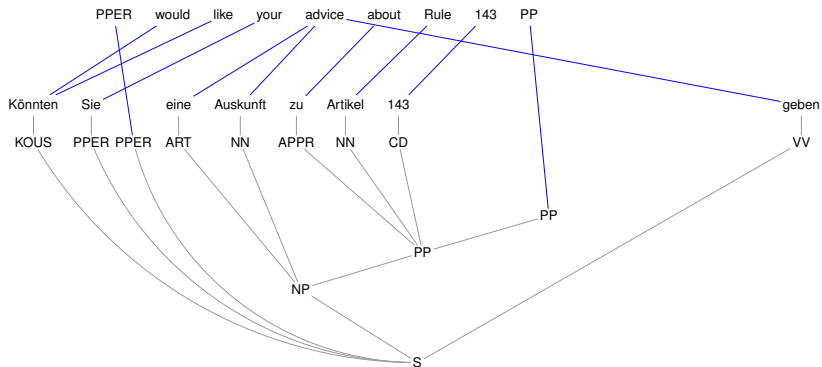 PPER would like your advice about Rule 143 PP
Könnten Sie eine Auskunft zu Artikel 143 geben
KOUS PPER PPER ART NN APPR NN CD VV
PP
PP
NP
S